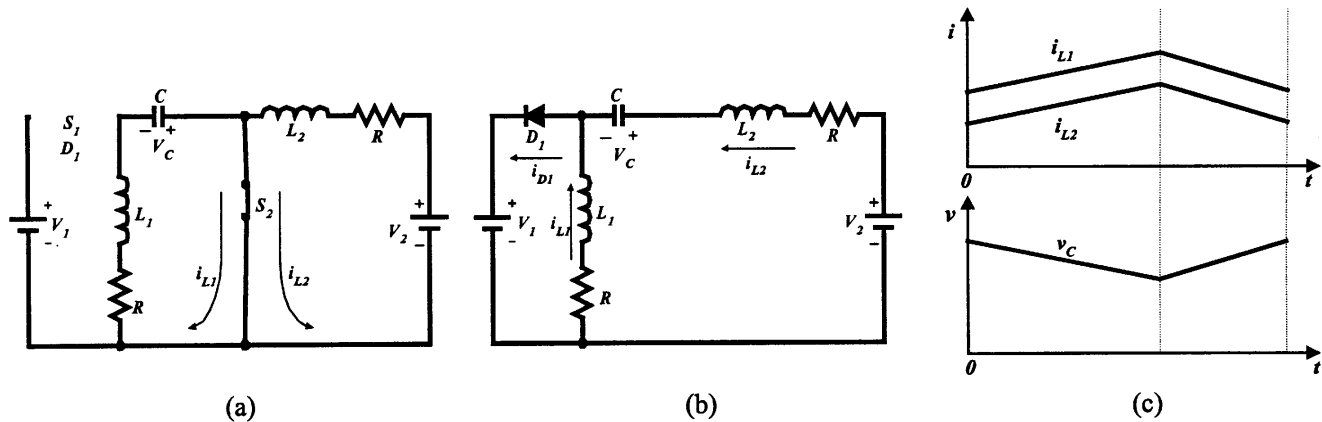 S1
D1
C
− +
VC
L2
R
+
V1
−
L1
R
S2
iL1
iL2
+
V2
−
(a)
D1
iD1
C
− +
VC
L2
R
iL2
+
V1
−
iL1
L1
R
+
V2
−
(b)
i
iL1
iL2
0
t
v
vC
0
t
(c)